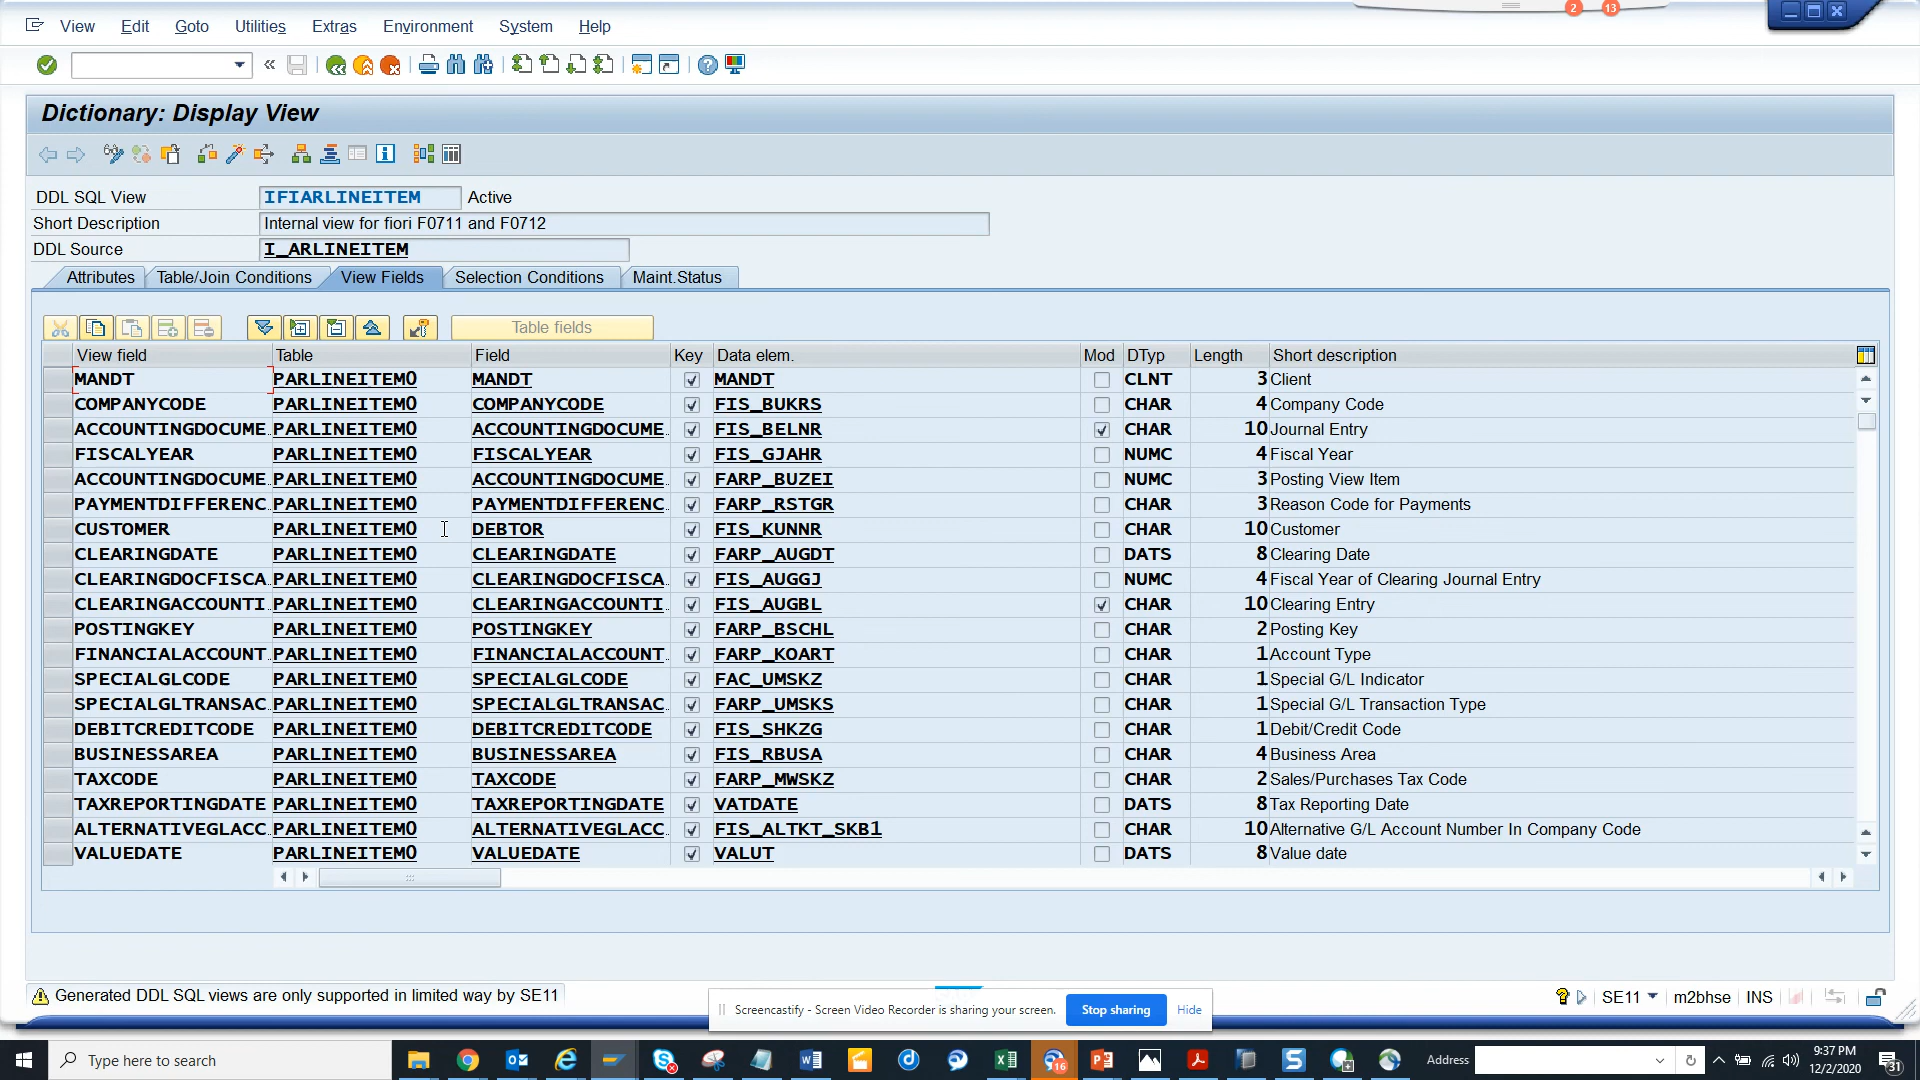 View Edit Goto Utilities Extras Environment System Help
2 13
Dictionary: Display View
DDL SQL View IFIARLINEITEM Active
Short Description Internal view for fiori F0711 and F0712
DDL Source I_ARLINEITEM
Attributes Table/Join Conditions View Fields Selection Conditions Maint.Status
Table fields
View field Table Field Key Data elem. Mod DTyp Length Short description
MANDT PARLINEITEM0 MANDT MANDT CLNT 3 Client
COMPANYCODE PARLINEITEM0 COMPANYCODE FIS_BUKRS CHAR 4 Company Code
ACCOUNTINGDOCUME.. PARLINEITEM0 ACCOUNTINGDOCUME.. FIS_BELNR CHAR 10 Journal Entry
FISCALYEAR PARLINEITEM0 FISCALYEAR FIS_GJAHR NUMC 4 Fiscal Year
ACCOUNTINGDOCUME.. PARLINEITEM0 ACCOUNTINGDOCUME.. FARP_BUZEI NUMC 3 Posting View Item
PAYMENTDIFFERENC.. PARLINEITEM0 PAYMENTDIFFERENC.. FARP_RSTGR CHAR 3 Reason Code for Payments
CUSTOMER PARLINEITEM0 DEBTOR FIS_KUNNR CHAR 10 Customer
CLEARINGDATE PARLINEITEM0 CLEARINGDATE FARP_AUGDT DATS 8 Clearing Date
CLEARINGDOCFISCA.. PARLINEITEM0 CLEARINGDOCFISCA.. FIS_AUGGJ NUMC 4 Fiscal Year of Clearing Journal Entry
CLEARINGACCOUNTI.. PARLINEITEM0 CLEARINGACCOUNTI.. FIS_AUGBL CHAR 10 Clearing Entry
POSTINGKEY PARLINEITEM0 POSTINGKEY FARP_BSCHL CHAR 2 Posting Key
FINANCIALACCOUNT.. PARLINEITEM0 FINANCIALACCOUNT.. FARP_KOART CHAR 1 Account Type
SPECIALGLCODE PARLINEITEM0 SPECIALGLCODE FAC_UMSKZ CHAR 1 Special G/L Indicator
SPECIALGLTRANSAC.. PARLINEITEM0 SPECIALGLTRANSAC.. FARP_UMSKS CHAR 1 Special G/L Transaction Type
DEBITCREDITCODE PARLINEITEM0 DEBITCREDITCODE FIS_SHKZG CHAR 1 Debit/Credit Code
BUSINESSAREA PARLINEITEM0 BUSINESSAREA FIS_RBUSA CHAR 4 Business Area
TAXCODE PARLINEITEM0 TAXCODE FARP_MWSKZ CHAR 2 Sales/Purchases Tax Code
TAXREPORTINGDATE PARLINEITEM0 TAXREPORTINGDATE VATDATE DATS 8 Tax Reporting Date
ALTERNATIVEGLACC.. PARLINEITEM0 ALTERNATIVEGLACC.. FIS_ALTKT_SKB1 CHAR 10 Alternative G/L Account Number In Company Code
VALUEDATE PARLINEITEM0 VALUEDATE VALUT DATS 8 Value date
Generated DDL SQL views are only supported in limited way by SE11
SE11 m2bhse INS
Screencastify - Screen Video Recorder is sharing your screen. Stop sharing Hide
Type here to search
16
Address
9:37 PM
12/2/2020
31